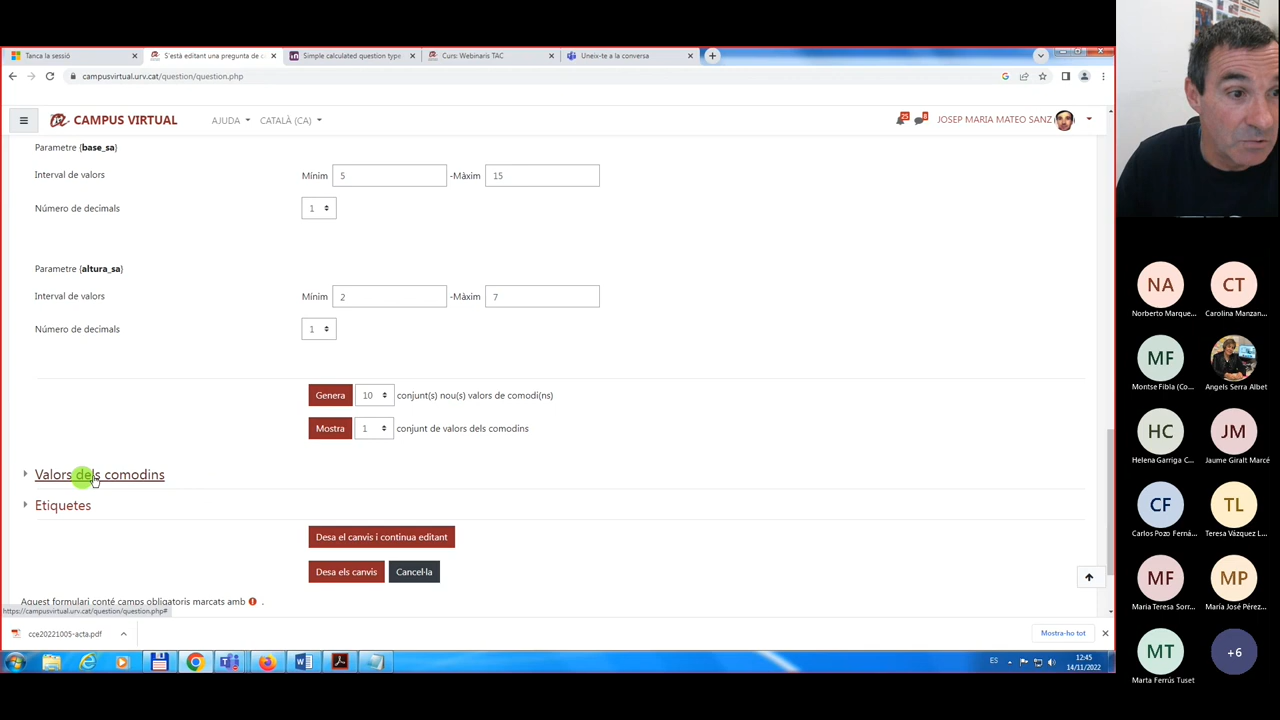 Tanca la sessió
S'està editant una pregunta de c
Simple calculated question type
Curs: Webinaris TAC
Uneix-te a la conversa
campusvirtual.urv.cat/question/question.php
CAMPUS VIRTUAL
AJUDA
CATALÀ (CA)
25
8
JOSEP MARIA MATEO SANZ
Parametre {base_sa}
Interval de valors
Mínim
5
-Màxim
15
Número de decimals
1
Parametre {altura_sa}
Interval de valors
Mínim
2
-Màxim
7
Número de decimals
1
Genera
10
conjunt(s) nou(s) valors de comodi(ns)
Mostra
1
conjunt de valors dels comodins
Valors dels comodins
Etiquetes
Desa el canvis i continua editant
Desa els canvis
Cancel·la
Aquest formulari conté camps obligatoris marcats amb
.
https://campusvirtual.urv.cat/question/question.php#
cce20221005-acta.pdf
Mostra-ho tot
ES
12:45
14/11/2022
NA
CT
Norberto Marque...
Carolina Manzan...
MF
Montse Fibla (Co...
Angels Serra Albet
HC
JM
Helena Garriga C...
Jaume Giralt Marcé
CF
TL
Carlos Pozo Ferná...
Teresa Vázquez L...
MF
MP
Maria Teresa Sorr...
María José Pérez...
MT
+6
Marta Ferrús Tuset